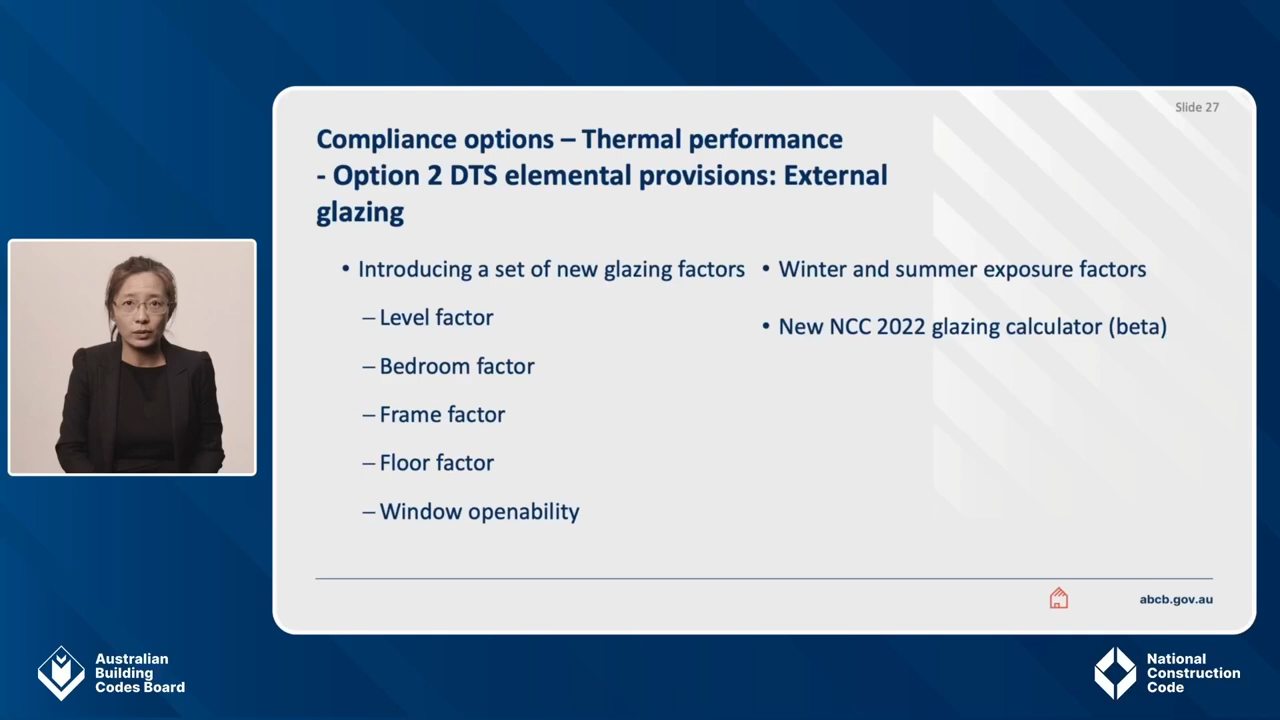 Slide 27
Compliance options – Thermal performance
- Option 2 DTS elemental provisions: External
glazing
• Introducing a set of new glazing factors
– Level factor
– Bedroom factor
– Frame factor
– Floor factor
– Window openability
• Winter and summer exposure factors
• New NCC 2022 glazing calculator (beta)
abcb.gov.au
Australian
Building
Codes Board
National
Construction
Code